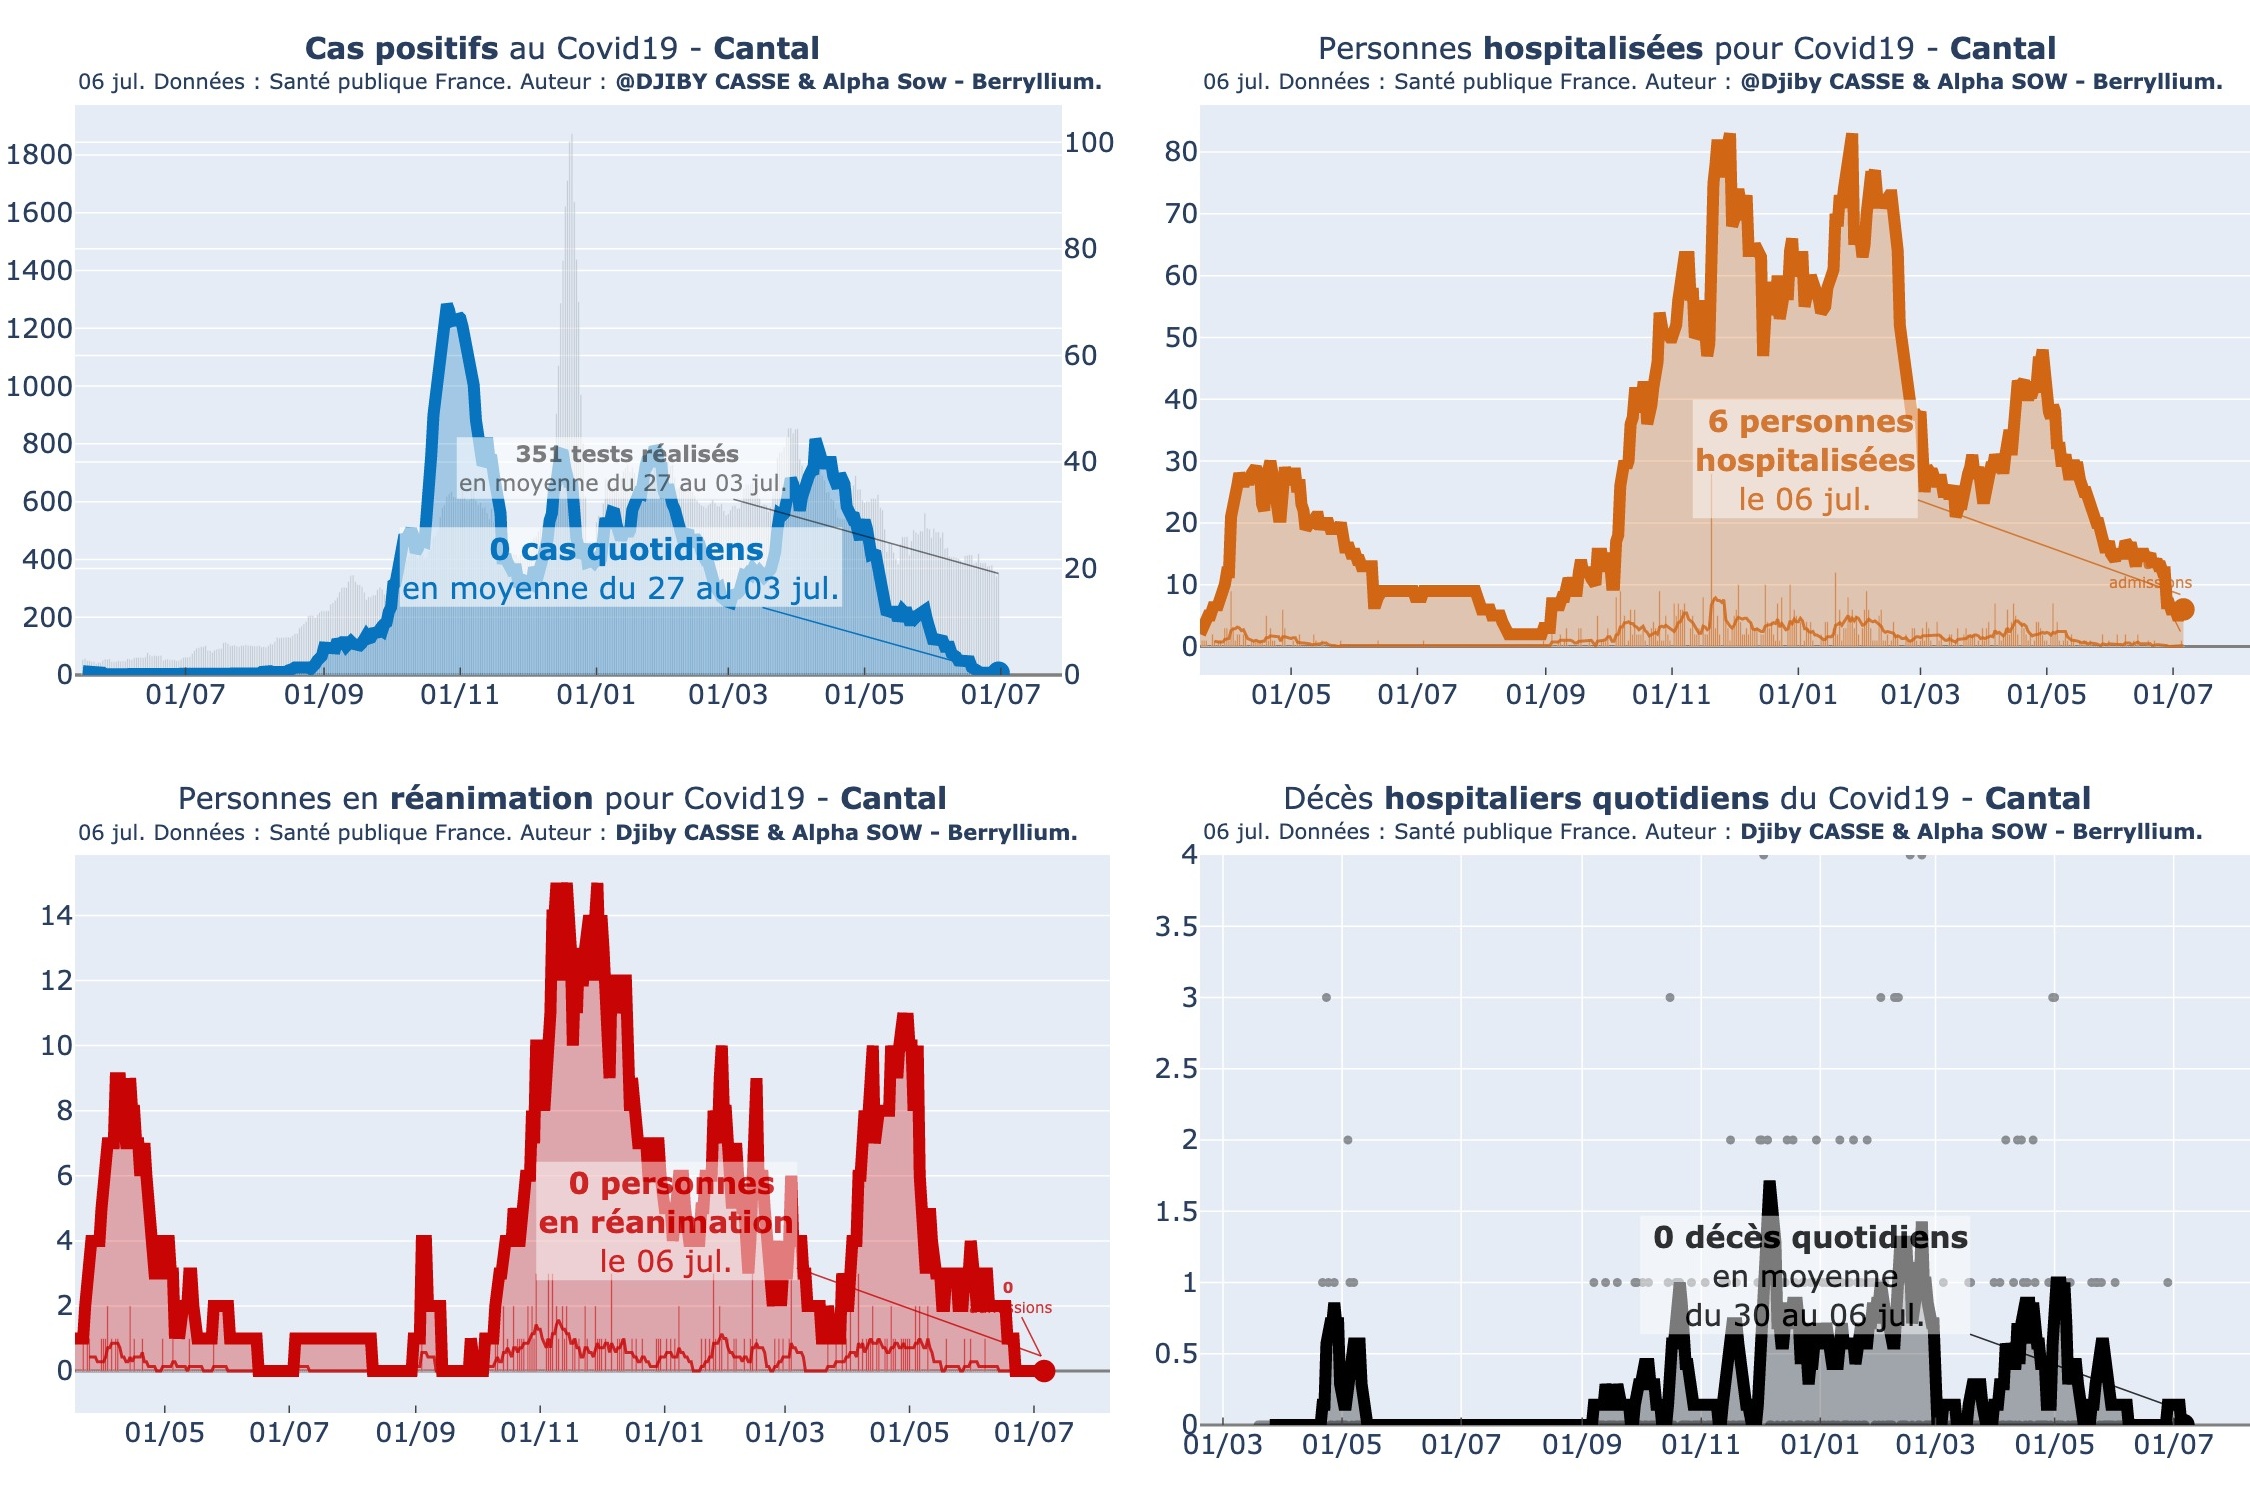 Cas positifs au Covid19 - Cantal
06 jul. Données : Santé publique France. Auteur : @DJIBY CASSE & Alpha Sow - Berryllium.
1800
1600
1400
1200
1000
800
600
400
200
0
100
80
60
40
20
0
351 tests réalisés
en moyenne du 27 au 03 jul.
0 cas quotidiens
en moyenne du 27 au 03 jul.
01/07 01/09 01/11 01/01 01/03 01/05 01/07
Personnes hospitalisées pour Covid19 - Cantal
06 jul. Données : Santé publique France. Auteur : @Djiby CASSE & Alpha SOW - Berryllium.
80
70
60
50
40
30
20
10
0
6 personnes
hospitalisées
le 06 jul.
admissions
01/05 01/07 01/09 01/11 01/01 01/03 01/05 01/07
Personnes en réanimation pour Covid19 - Cantal
06 jul. Données : Santé publique France. Auteur : Djiby CASSE & Alpha SOW - Berryllium.
14
12
10
8
6
4
2
0
0 personnes
en réanimation
le 06 jul.
0
admissions
01/05 01/07 01/09 01/11 01/01 01/03 01/05 01/07
Décès hospitaliers quotidiens du Covid19 - Cantal
06 jul. Données : Santé publique France. Auteur : Djiby CASSE & Alpha SOW - Berryllium.
4
3.5
3
2.5
2
1.5
1
0.5
0
0 décès quotidiens
en moyenne
du 30 au 06 jul.
01/03 01/05 01/07 01/09 01/11 01/01 01/03 01/05 01/07